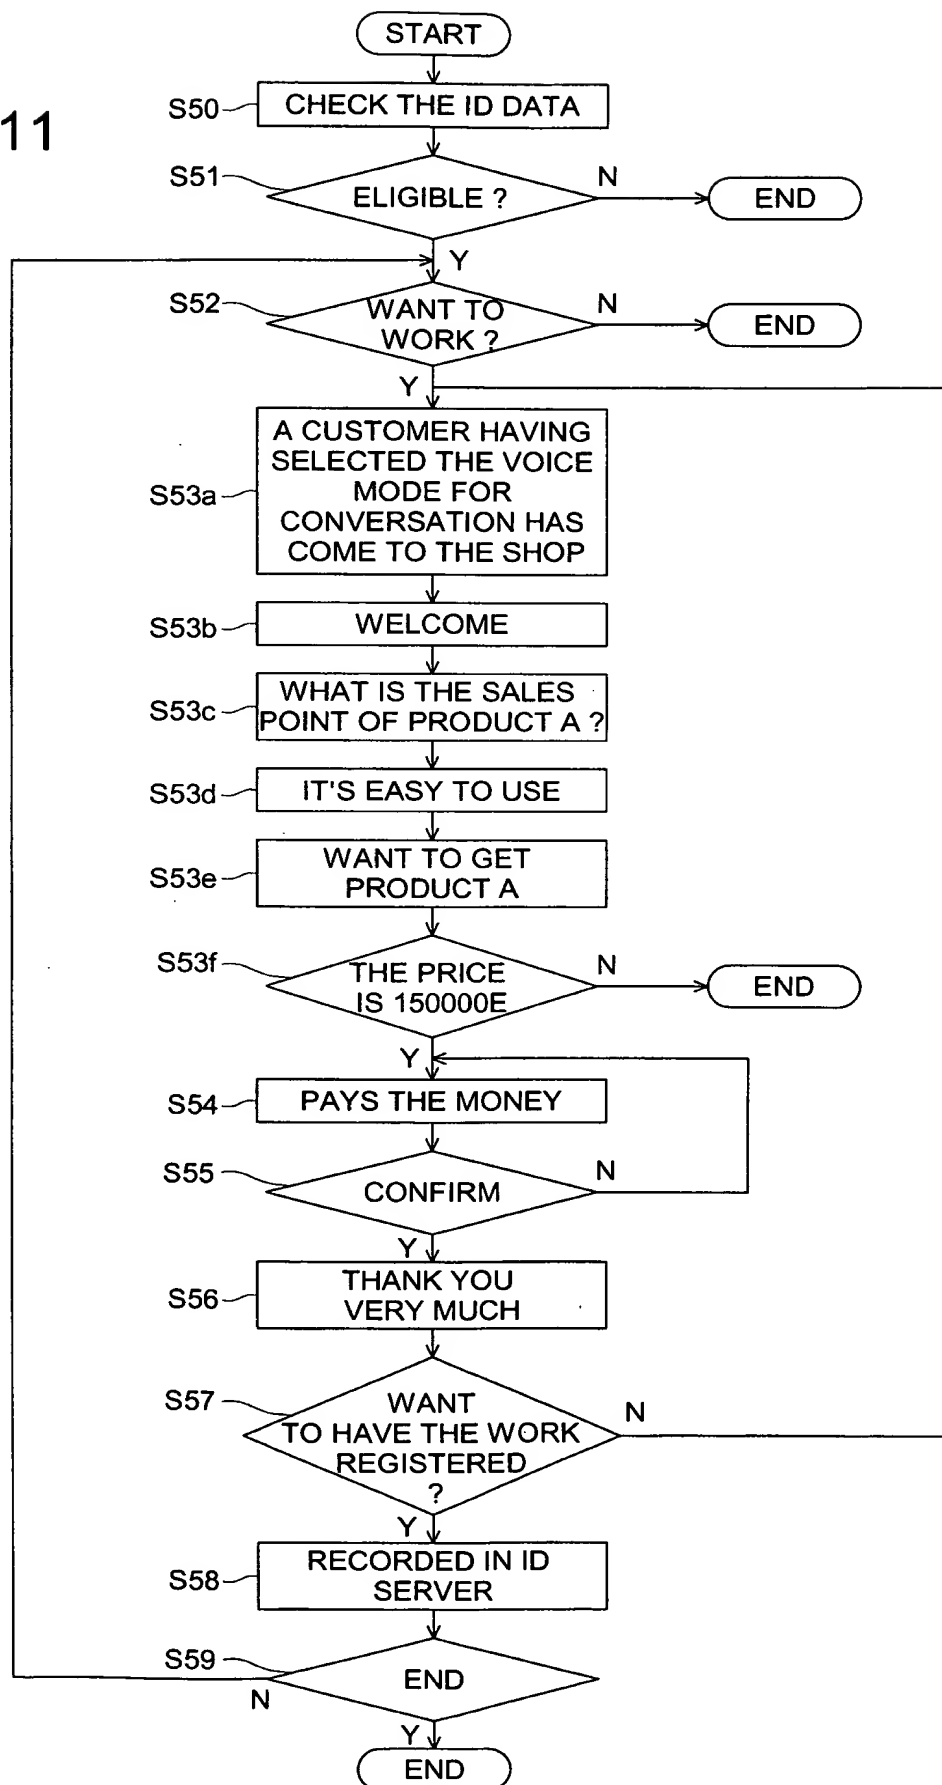 START
11
S50
CHECK THE ID DATA
S51
ELIGIBLE ?
N
END
Y
S52
WANT TO
WORK ?
N
END
Y
S53a
A CUSTOMER HAVING
SELECTED THE VOICE
MODE FOR
CONVERSATION HAS
COME TO THE SHOP
S53b
WELCOME
S53c
WHAT IS THE SALES
POINT OF PRODUCT A ?
S53d
IT'S EASY TO USE
S53e
WANT TO GET
PRODUCT A
S53f
THE PRICE
IS 150000E
N
END
Y
S54
PAYS THE MONEY
S55
CONFIRM
N
Y
S56
THANK YOU
VERY MUCH
S57
WANT
TO HAVE THE WORK
REGISTERED
?
N
Y
S58
RECORDED IN ID
SERVER
S59
END
N
Y
END